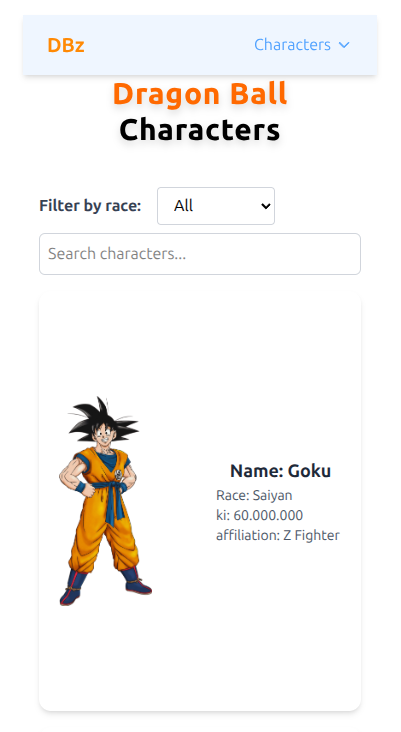 DBz
Characters
Dragon Ball
Characters
Filter by race:
All
Search characters...
Name: Goku
Race: Saiyan
ki: 60.000.000
affiliation: Z Fighter